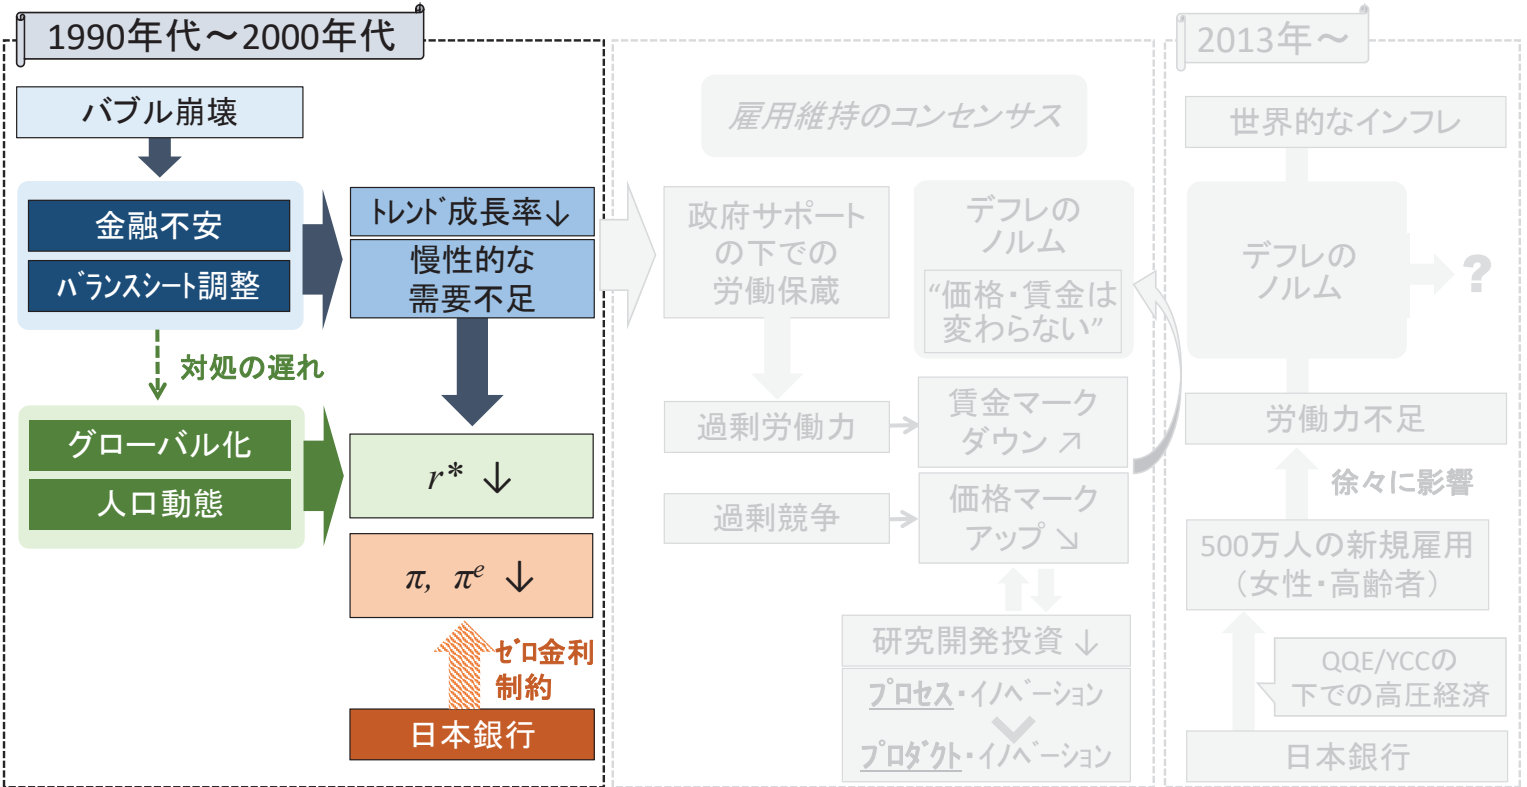 1990年代～2000年代
バブル崩壊
金融不安
バランスシート調整
対処の遅れ
グローバル化
人口動態
トレンド成長率↓
慢性的な
需要不足
r* ↓
π, πᵉ ↓
ゼロ金利
制約
日本銀行
雇用維持のコンセンサス
政府サポート
の下での
労働保蔵
デフレの
ノルム
“価格・賃金は
変わらない”
過剰労働力
賃金マーク
ダウン ↗
過剰競争
価格マーク
アップ ↘
研究開発投資 ↓
プロセス・イノベーション
プロダクト・イノベーション
2013年～
世界的なインフレ
デフレの
ノルム
?
労働力不足
徐々に影響
500万人の新規雇用
（女性・高齢者）
QQE/YCCの
下での高圧経済
日本銀行